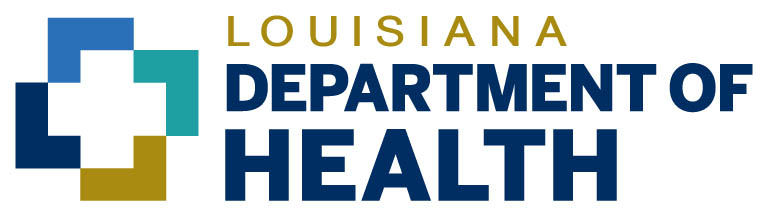 LOUISIANA
DEPARTMENT OF
HEALTH